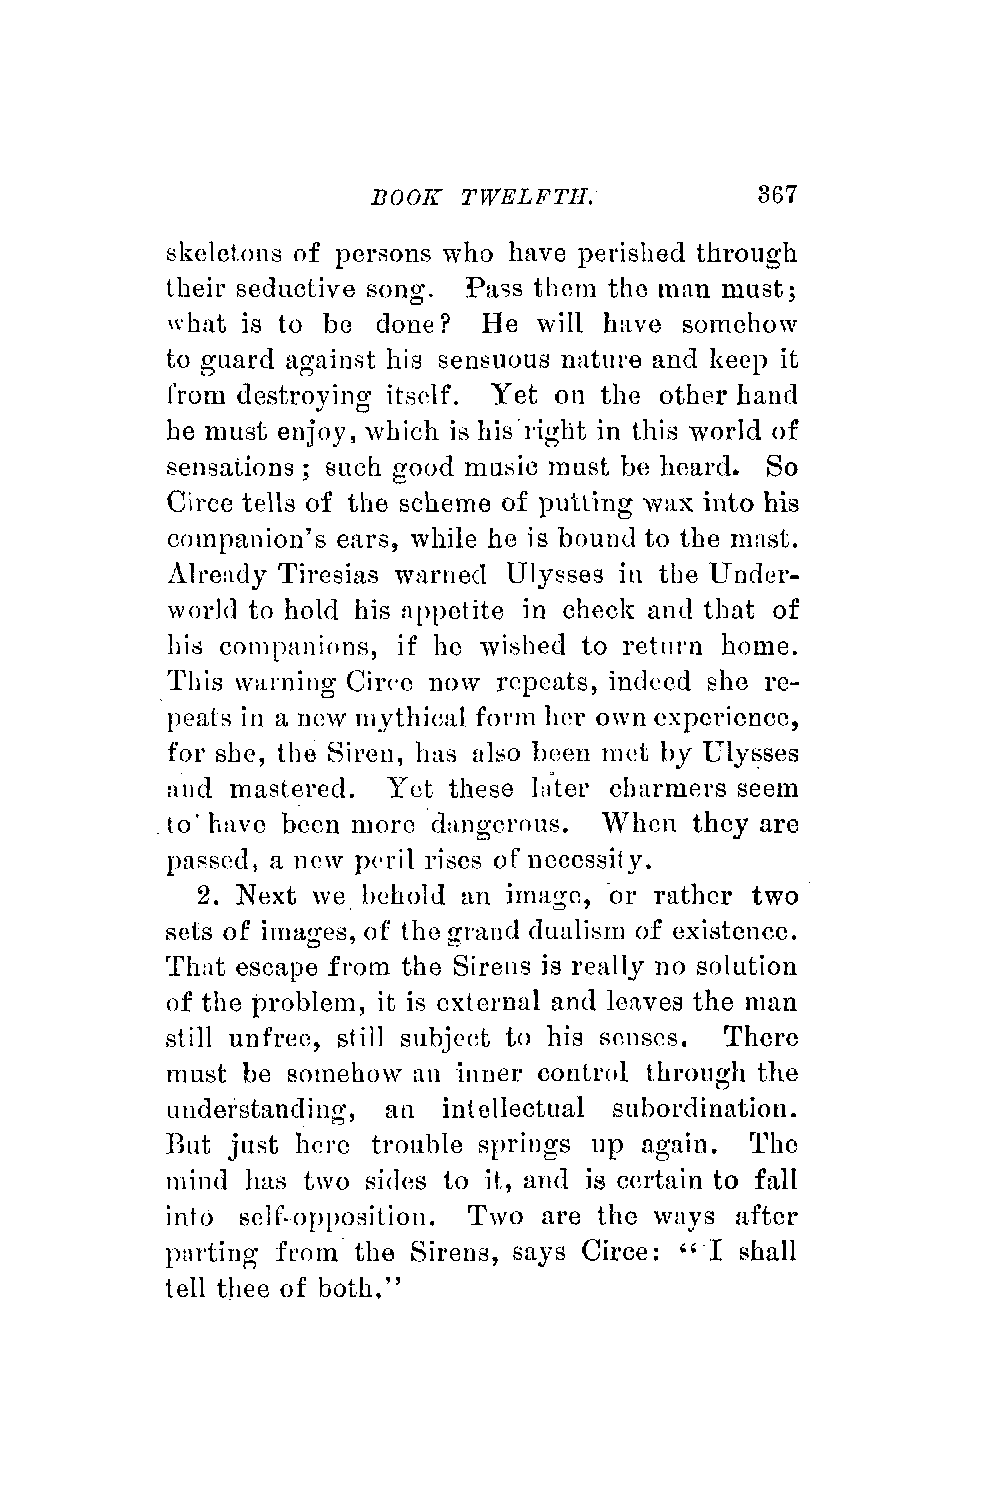 BOOK TWELFTH. 367
skeletons of persons who have perished through
their seductive song. Pass them the man must;
what is to be done? He will have somehow
to guard against his sensuous nature and keep it
from destroying itself. Yet on the other hand
he must enjoy, which is his right in this world of
sensations; such good music must be heard. So
Circe tells of the scheme of putting wax into his
companion's ears, while he is bound to the mast.
Already Tiresias warned Ulysses in the Under-
world to hold his appetite in check and that of
his companions, if he wished to return home.
This warning Circe now repeats, indeed she re-
peats in a new mythical form her own experience,
for she, the Siren, has also been met by Ulysses
and mastered. Yet these later charmers seem
to have been more dangerous. When they are
passed, a new peril rises of necessity.
2. Next we behold an image, or rather two
sets of images, of the grand dualism of existence.
That escape from the Sirens is really no solution
of the problem, it is external and leaves the man
still unfree, still subject to his senses. There
must be somehow an inner control through the
understanding, an intellectual subordination.
But just here trouble springs up again. The
mind has two sides to it, and is certain to fall
into self-opposition. Two are the ways after
parting from the Sirens, says Circe: "I shall
tell thee of both."